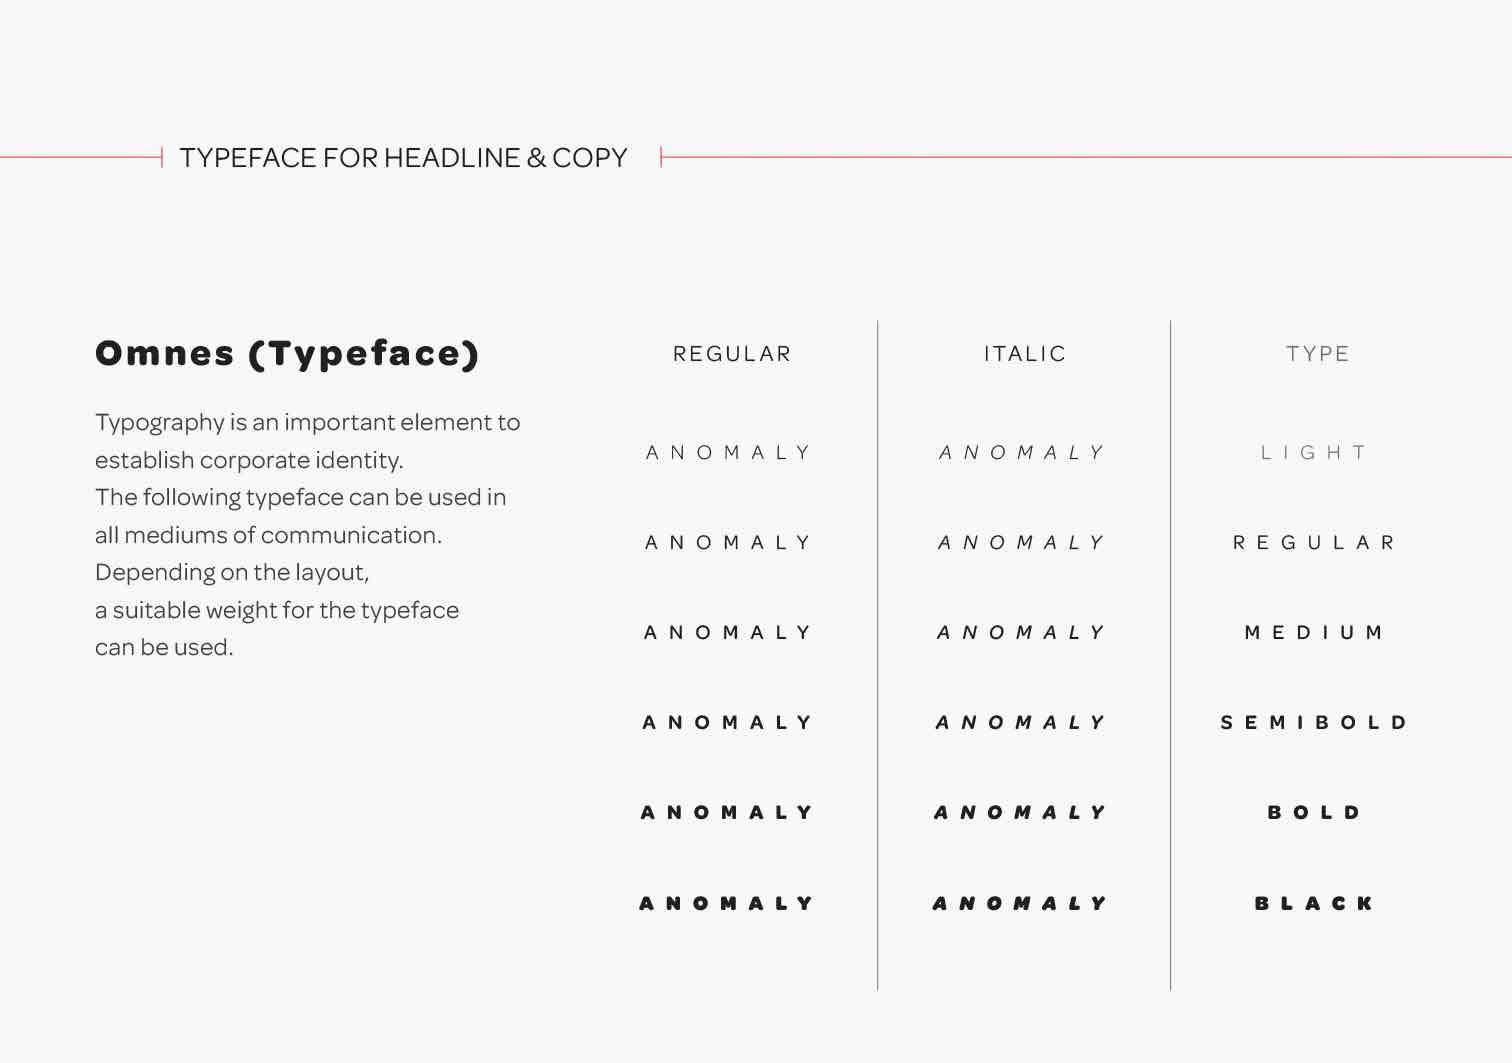 TYPEFACE FOR HEADLINE & COPY
Omnes (Typeface)
Typography is an important element to
establish corporate identity.
The following typeface can be used in
all mediums of communication.
Depending on the layout,
a suitable weight for the typeface
can be used.
REGULAR ITALIC TYPE
ANOMALY ANOMALY LIGHT
ANOMALY ANOMALY REGULAR
ANOMALY ANOMALY MEDIUM
ANOMALY ANOMALY SEMIBOLD
ANOMALY ANOMALY BOLD
ANOMALY ANOMALY BLACK